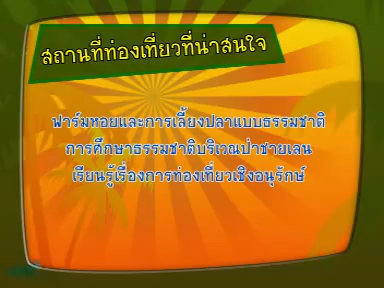 สถานที่ท่องเที่ยวที่น่าสนใจ
ฟาร์มหอยและการเลี้ยงปลาแบบธรรมชาติ
การศึกษาธรรมชาติบริเวณป่าชายเลน
เรียนรู้เรื่องการท่องเที่ยวเชิงอนุรักษ์